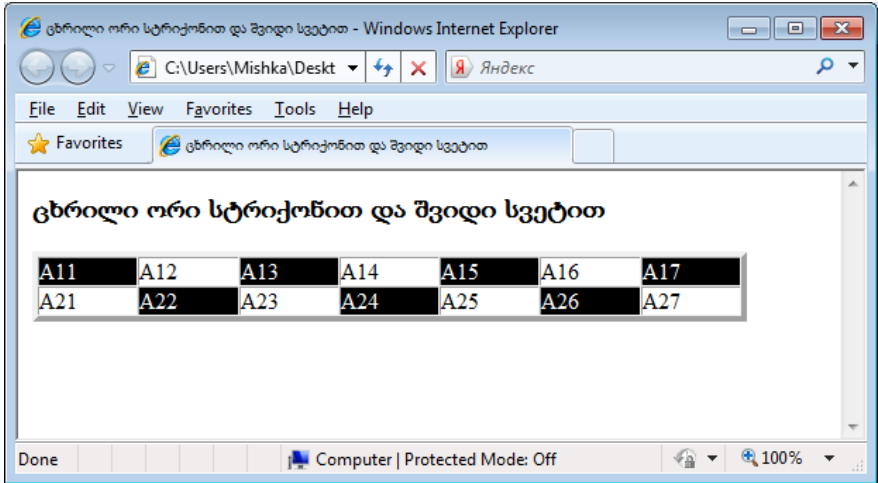 ცხრილი ორი სტრიქონით და შვიდი სვეტით - Windows Internet Explorer
C:\Users\Mishka\Deskt Я Яндекс
File Edit View Favorites Tools Help
Favorites ცხრილი ორი სტრიქონით და შვიდი სვეტით
ცხრილი ორი სტრიქონით და შვიდი სვეტით
A11 A12 A13 A14 A15 A16 A17
A21 A22 A23 A24 A25 A26 A27
Done Computer | Protected Mode: Off 100%